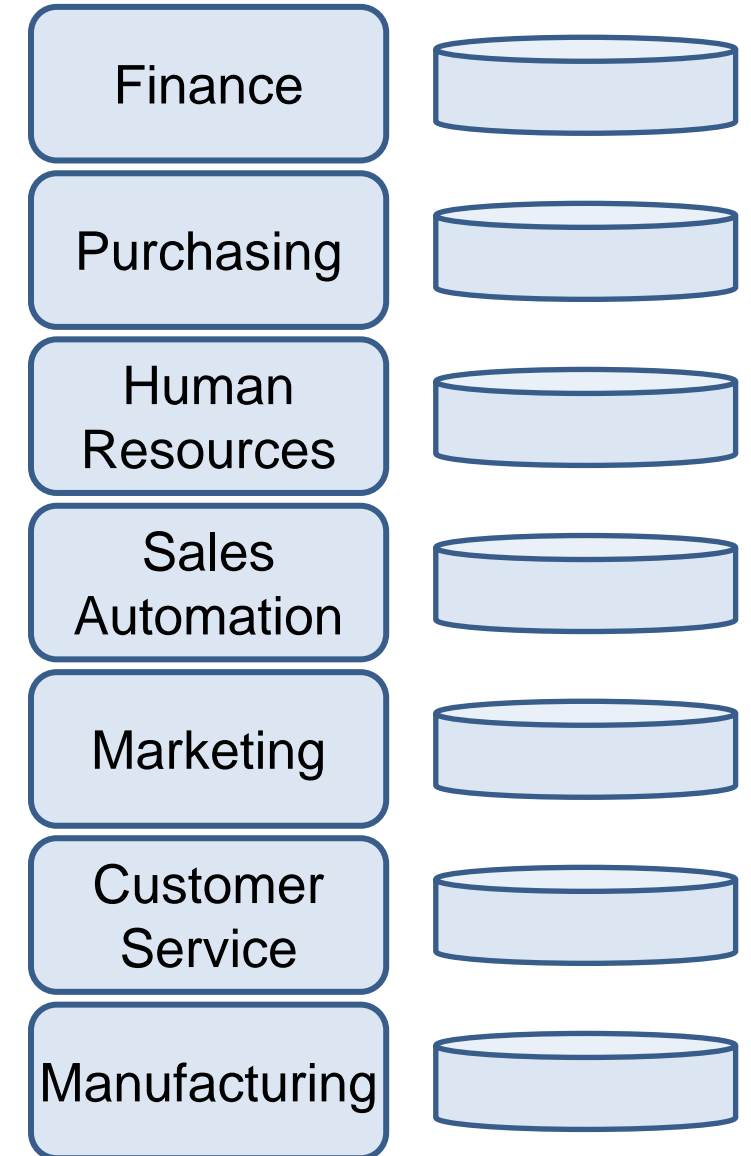 Finance
Purchasing
Human
Resources
Sales
Automation
Marketing
Customer
Service
Manufacturing